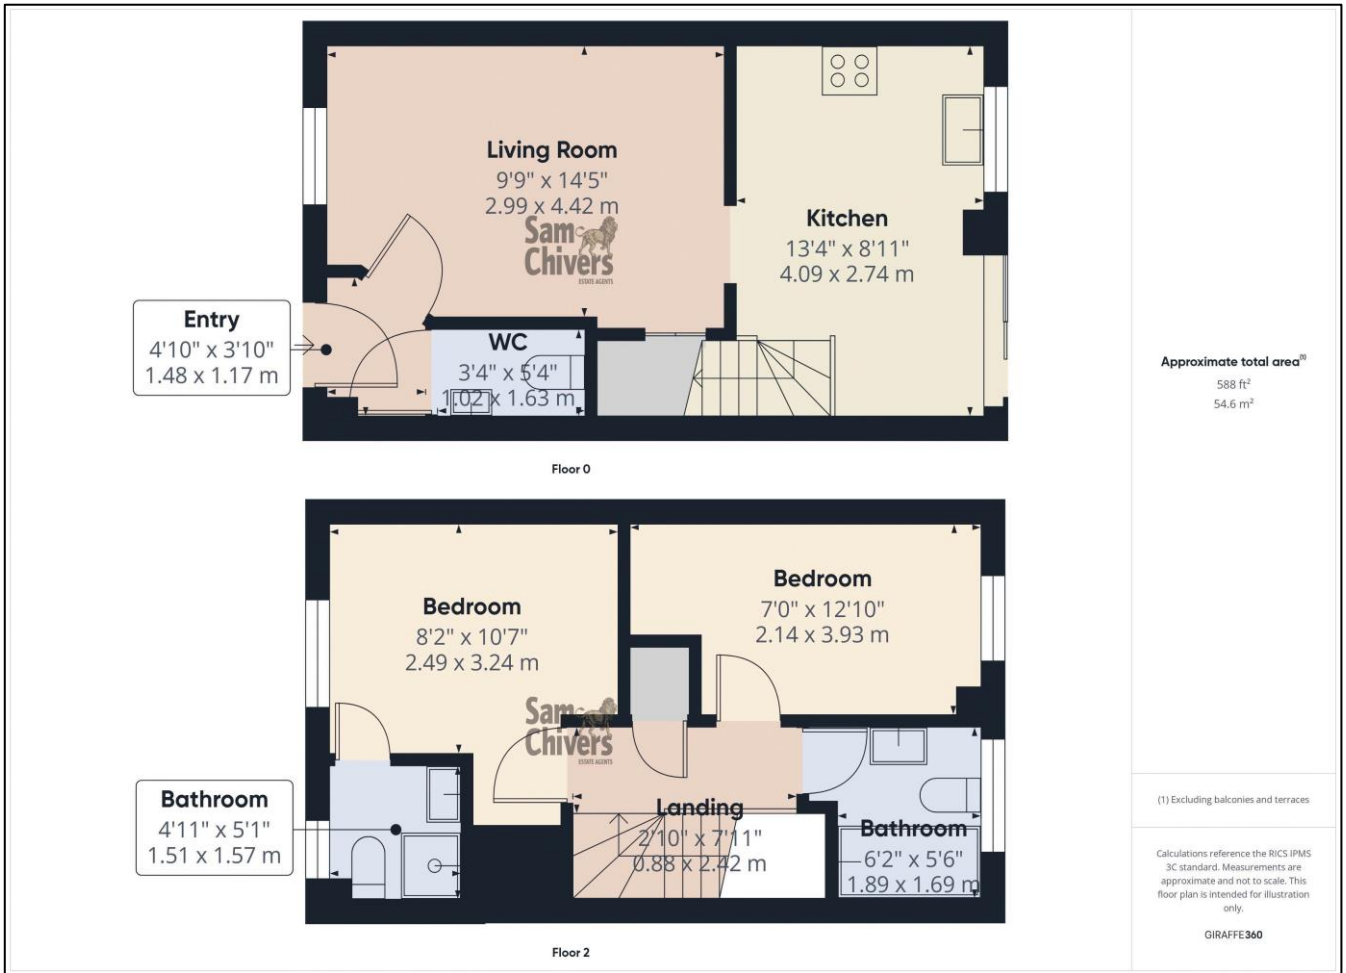 Living Room
9'9" x 14'5"
2.99 x 4.42 m
Sam
Chivers
ESTATE AGENTS
Kitchen
13'4" x 8'11"
4.09 x 2.74 m
Entry
4'10" x 3'10"
1.48 x 1.17 m
WC
3'4" x 5'4"
1.02 x 1.63 m
Floor 0
Bedroom
8'2" x 10'7"
2.49 x 3.24 m
Bedroom
7'0" x 12'10"
2.14 x 3.93 m
Sam
Chivers
ESTATE AGENTS
Bathroom
4'11" x 5'1"
1.51 x 1.57 m
Landing
2'10" x 7'11"
0.88 x 2.42 m
Bathroom
6'2" x 5'6"
1.89 x 1.69 m
Floor 2
Approximate total area(1)
588 ft²
54.6 m²
(1) Excluding balconies and terraces
Calculations reference the RICS IPMS
3C standard. Measurements are
approximate and not to scale. This
floor plan is intended for illustration
only.
GIRAFFE360